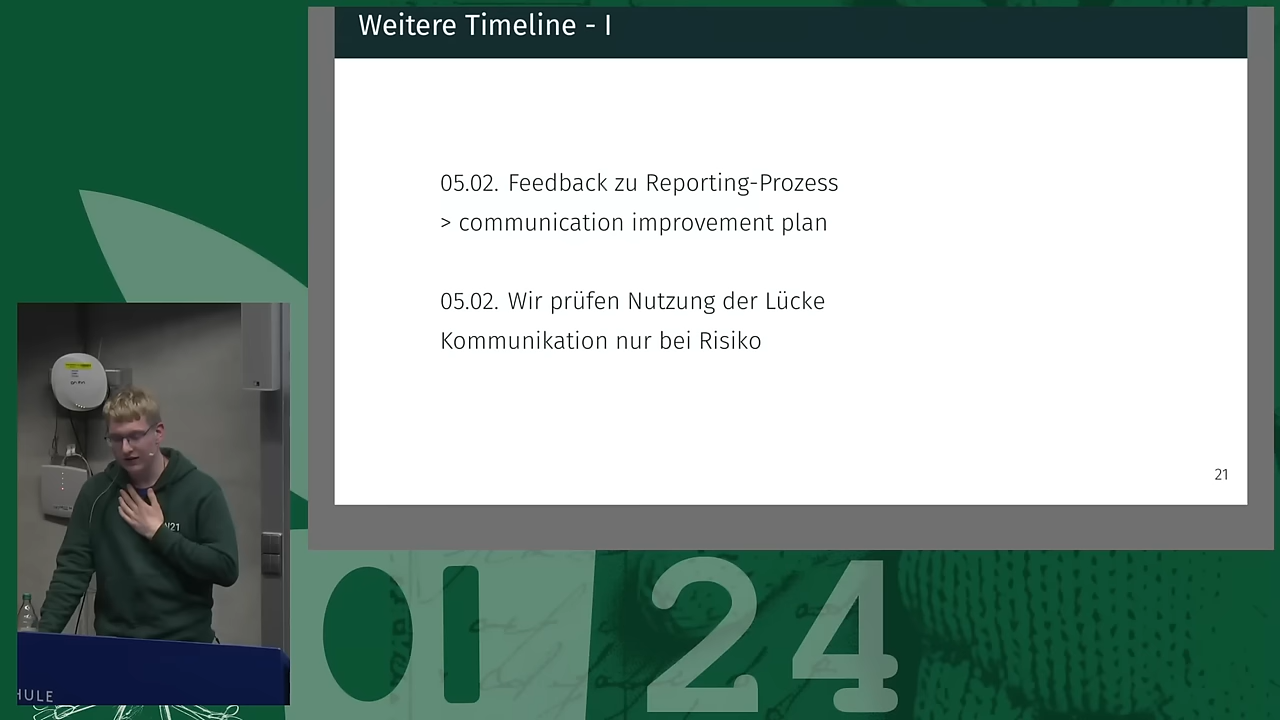 Weitere Timeline - I
05.02. Feedback zu Reporting-Prozess
> communication improvement plan
05.02. Wir prüfen Nutzung der Lücke
Kommunikation nur bei Risiko
21
V21
HULE
24